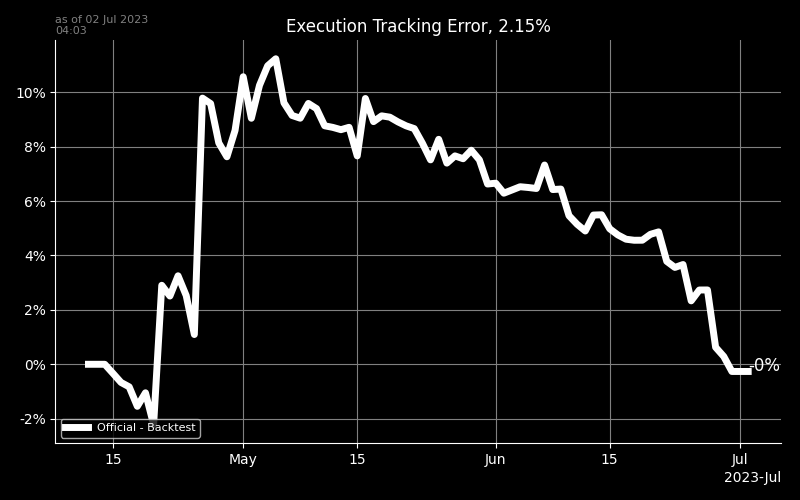 as of 02 Jul 2023
04:03
Execution Tracking Error, 2.15%
10%
8%
6%
4%
2%
0%
-2%
-0%
Official - Backtest
15
May
15
Jun
15
Jul
2023-Jul